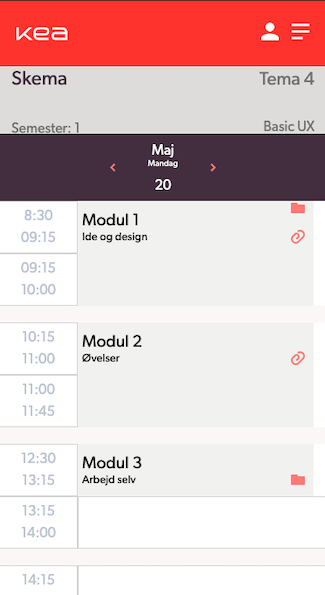 kea
Skema
Tema 4
Semester: 1
Basic UX
Maj
Mandag
20
8:30
09:15
Modul 1
Ide og design
09:15
10:00
10:15
11:00
Modul 2
Øvelser
11:00
11:45
12:30
13:15
Modul 3
Arbejd selv
13:15
14:00
14:15